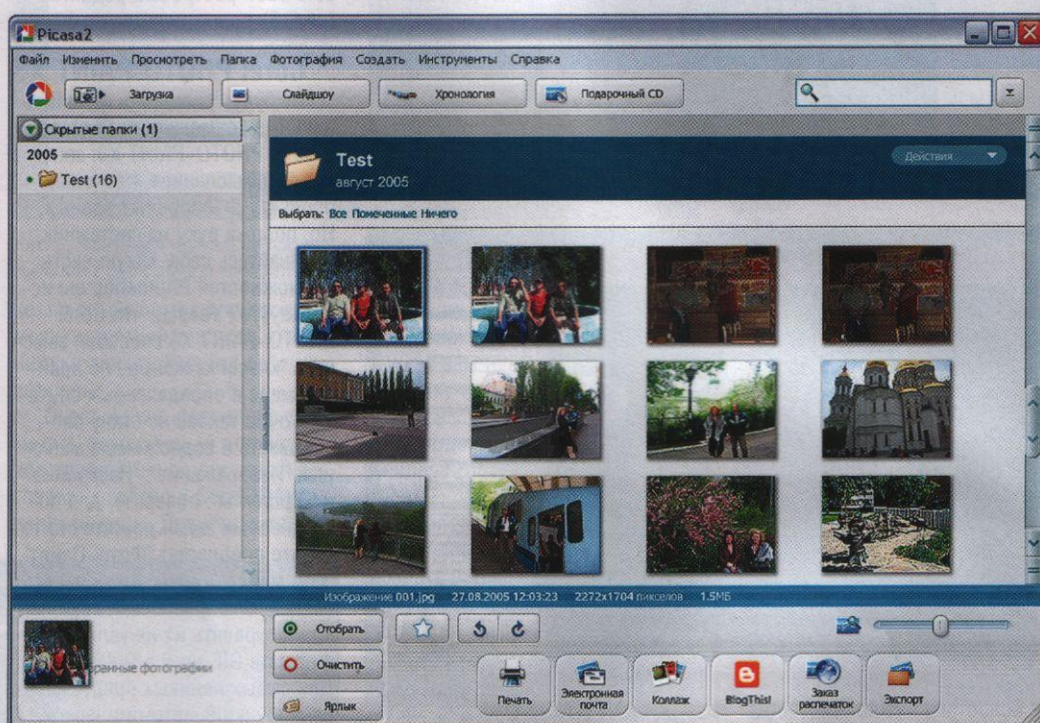 Picasa2
Файл Изменить Просмотреть Папка Фотография Создать Инструменты Справка
Загрузка Слайдшоу Хронология Подарочный CD
Скрытые папки (1)
2005
Test (16)
Test
август 2005
Действия
Выбрать: Все Помеченные Ничего
Изображение 001.jpg 27.08.2005 12:03:23 2272x1704 пикселов 1.5МБ
Отобрать
Очистить
Ярлык
бранные фотографии
Печать
Электронная почта
Коллаж
BlogThis!
Заказ распечаток
Экспорт